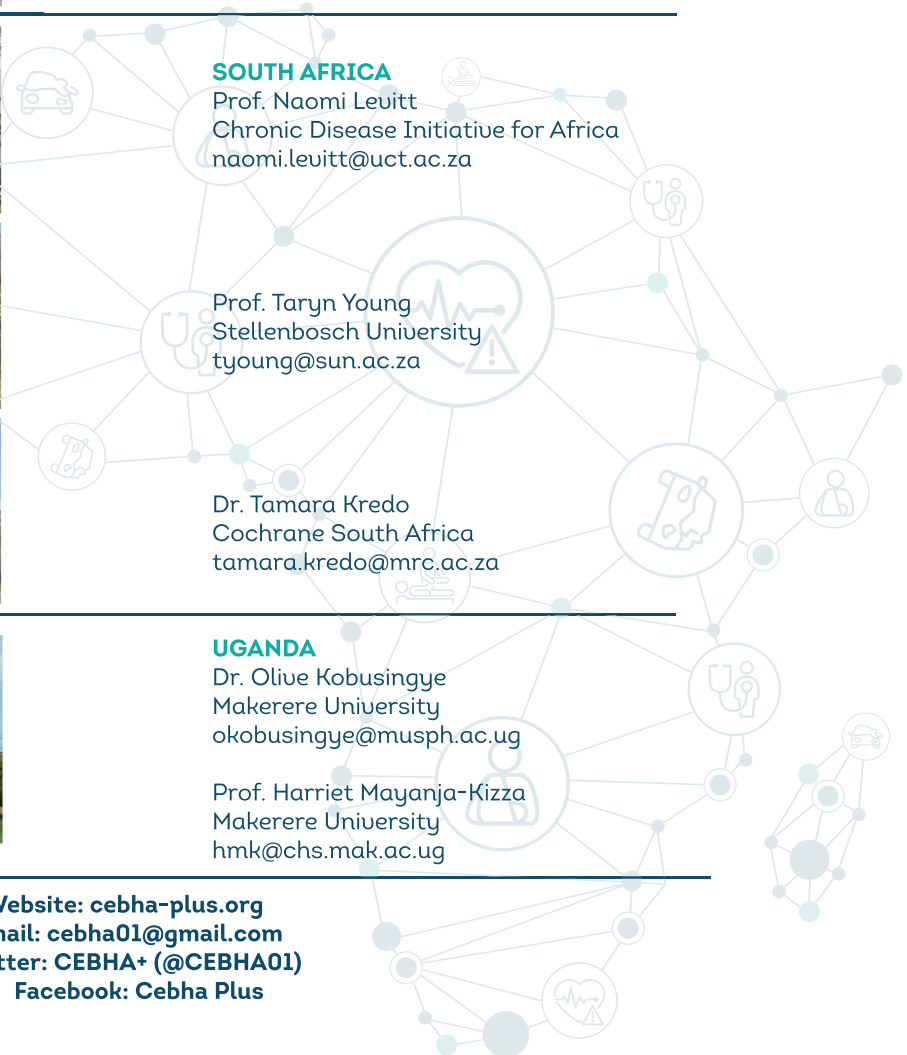 SOUTH AFRICA
Prof. Naomi Levitt
Chronic Disease Initiative for Africa
naomi.levitt@uct.ac.za
Prof. Taryn Young
Stellenbosch University
tyoung@sun.ac.za
Dr. Tamara Kredo
Cochrane South Africa
tamara.kredo@mrc.ac.za
UGANDA
Dr. Olive Kobusingye
Makerere University
okobusingye@musph.ac.ug
Prof. Harriet Mayanja-Kizza
Makerere University
hmk@chs.mak.ac.ug
ebsite: cebha-plus.org
ail: cebha01@gmail.com
tter: CEBHA+ (@CEBHA01)
Facebook: Cebha Plus